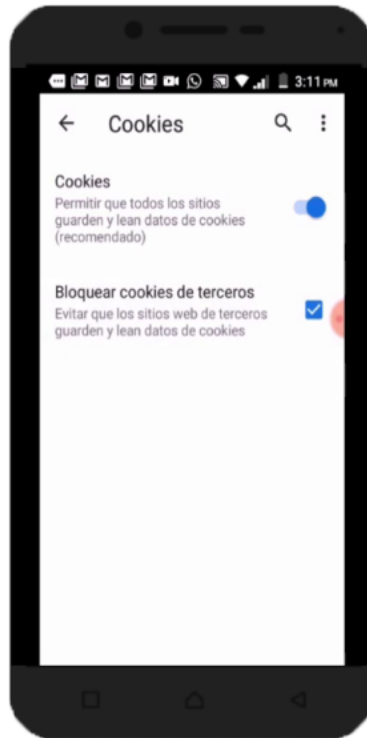 3:11 PM
Cookies
Cookies
Permitir que todos los sitios
guarden y lean datos de cookies
(recomendado)
Bloquear cookies de terceros
Evitar que los sitios web de terceros
guarden y lean datos de cookies